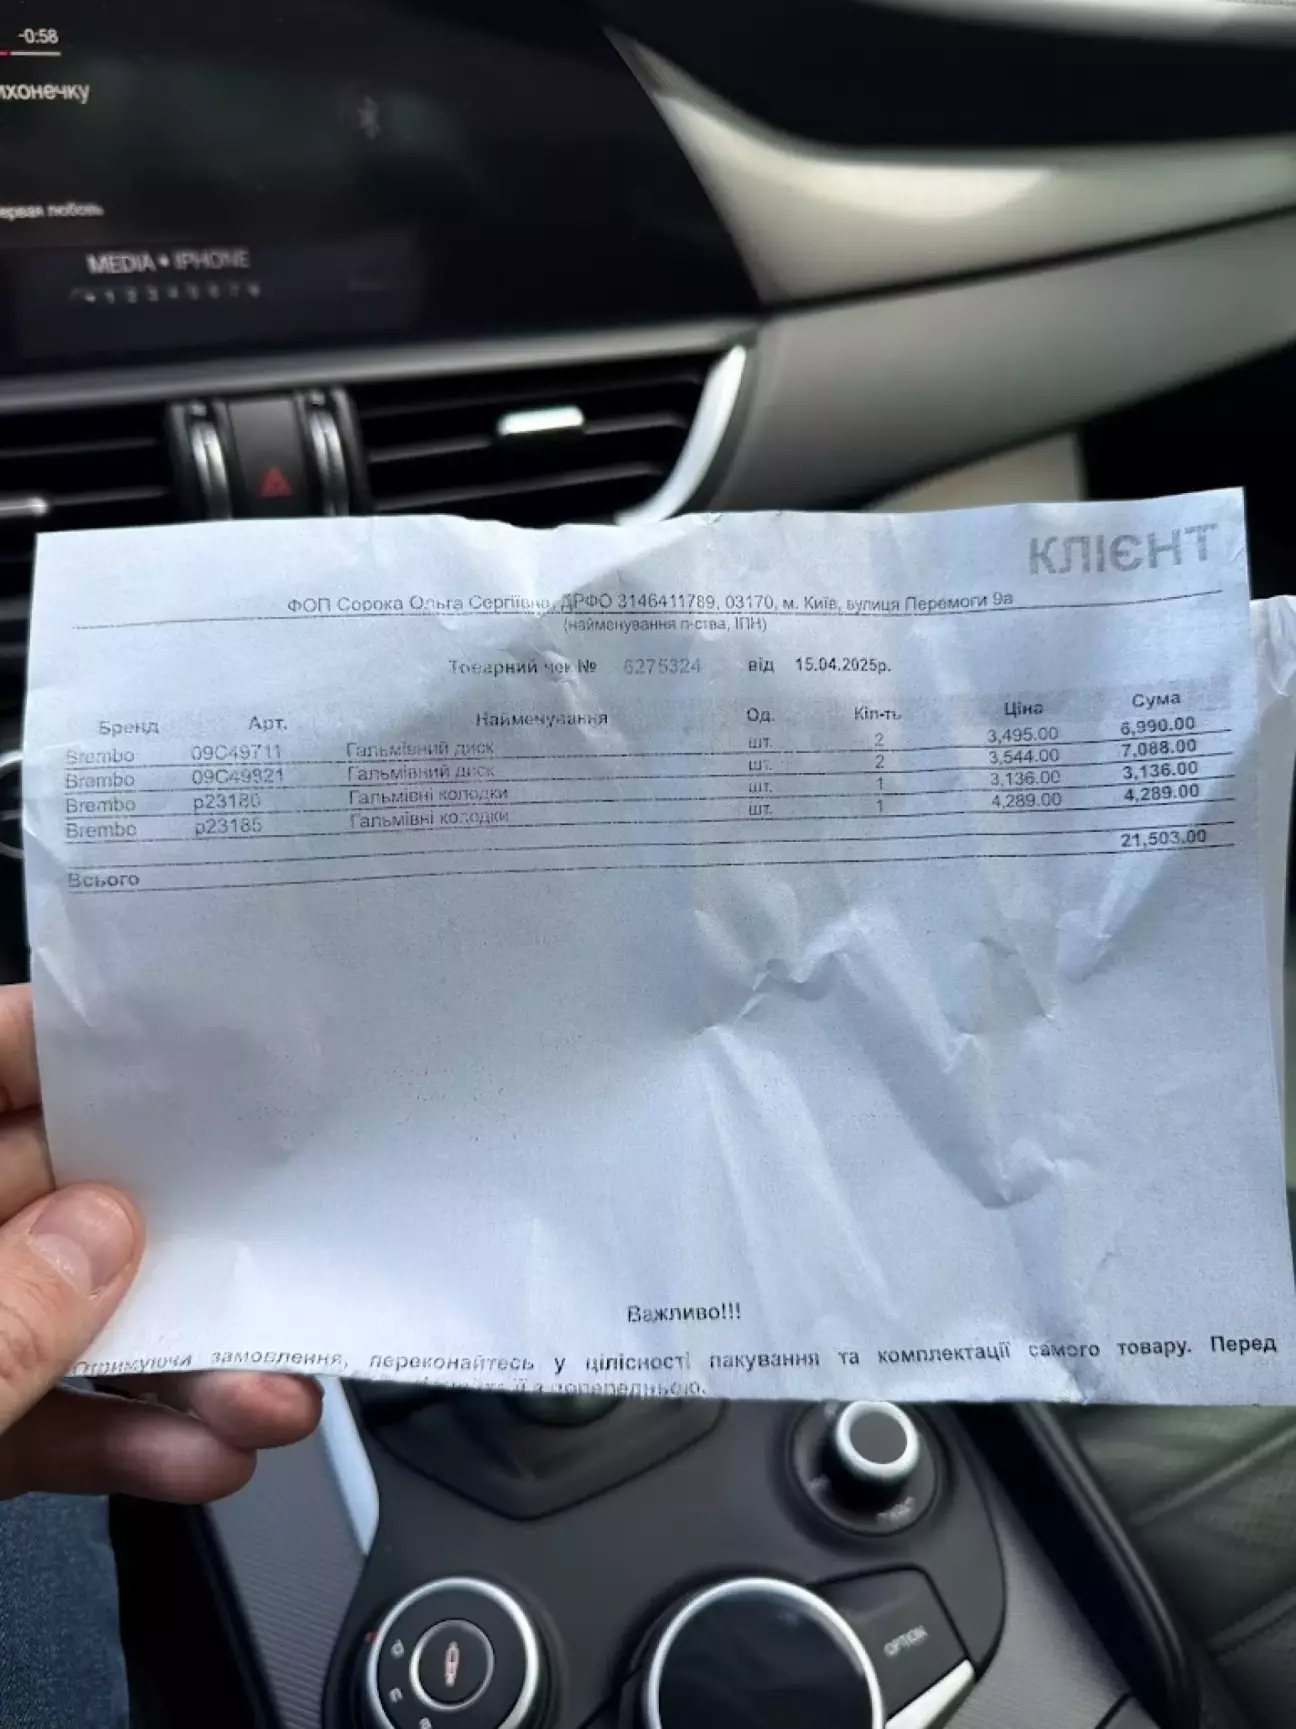 -0:58
ихонечку
ервая любовь
MEDIA • IPHONE
КЛІЄНТ
ФОП Сорока Ольга Сергіївна, ДРФО 3146411789, 03170, м. Київ, вулиця Перемоги 9а
(найменування п-ства, ІПН)
Товарний чек № 6275324 від 15.04.2025р.
Бренд Арт. Найменування Од. Кіл-ть Ціна Сума
Brembo 09C49711 Гальмівний диск шт. 2 3,495.00 6,990.00
Brembo 09C49821 Гальмівний диск шт. 2 3,544.00 7,088.00
Brembo p23180 Гальмівні колодки шт. 1 3,136.00 3,136.00
Brembo p23185 Гальмівні колодки шт. 1 4,289.00 4,289.00
Всього 21,503.00
Важливо!!!
Отримуючи замовлення, переконайтесь у цілісності пакування та комплектації самого товару. Перед
її з попередньою.
OPTION